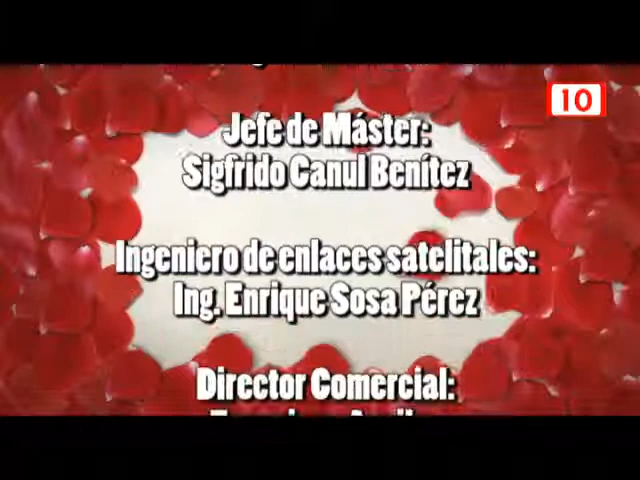 10
Jefe de Máster:
Sigfrido Canul Benítez
Ingeniero de enlaces satelitales:
Ing. Enrique Sosa Pérez
Director Comercial: